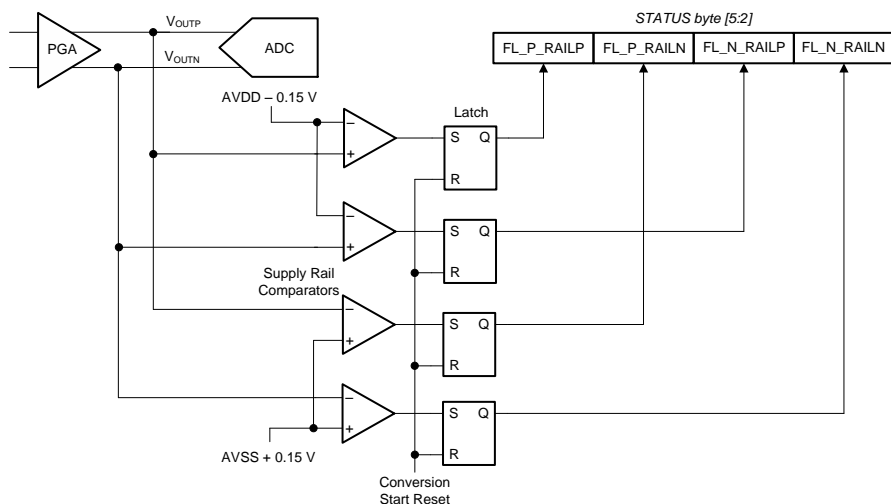 STATUS byte [5:2]
VOUTP
PGA
ADC
FL_P_RAILP
FL_P_RAILN
FL_N_RAILP
FL_N_RAILN
VOUTN
AVDD – 0.15 V
Latch
–
+
S
Q
R
–
+
S
Q
R
Supply Rail
Comparators
–
+
S
Q
R
–
+
S
Q
R
AVSS + 0.15 V
Conversion
Start Reset